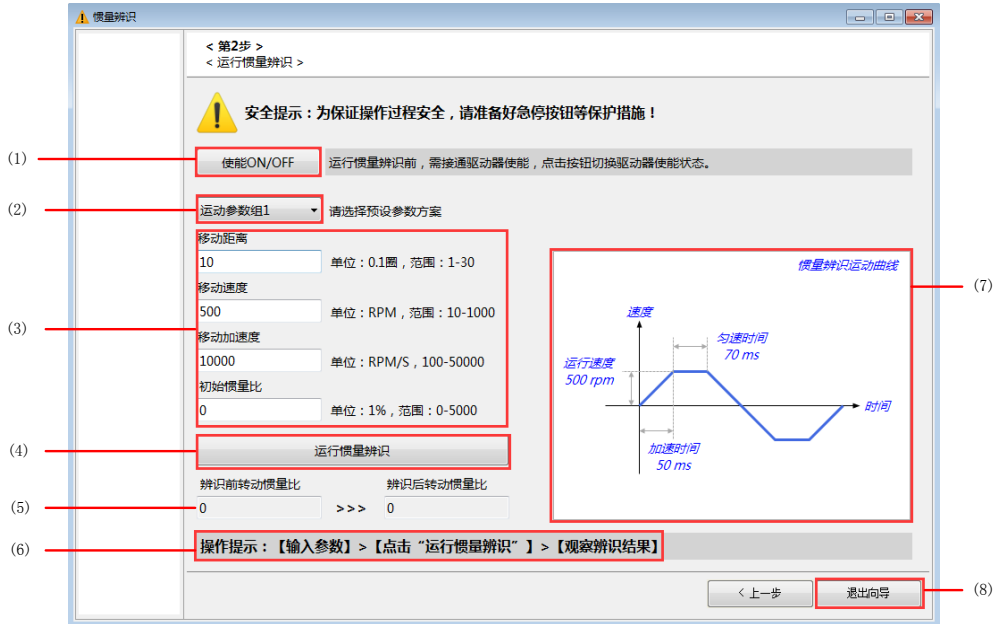 惯量辨识
< 第2步 >
< 运行惯量辨识 >
安全提示：为保证操作过程安全，请准备好急停按钮等保护措施！
(1)
使能ON/OFF
运行惯量辨识前，需接通驱动器使能，点击按钮切换驱动器使能状态。
(2)
运动参数组1
请选择预设参数方案
(3)
移动距离
10
单位：0.1圈，范围：1-30
移动速度
500
单位：RPM，范围：10-1000
移动加速度
10000
单位：RPM/S，100-50000
初始惯量比
0
单位：1%，范围：0-5000
(4)
运行惯量辨识
辨识前转动惯量比
辨识后转动惯量比
(5)
0
>>>
0
(6)
操作提示：【输入参数】>【点击“运行惯量辨识”】>【观察辨识结果】
惯量辨识运动曲线
(7)
速度
匀速时间
70 ms
运行速度
500 rpm
时间
加速时间
50 ms
< 上一步
退出向导
(8)